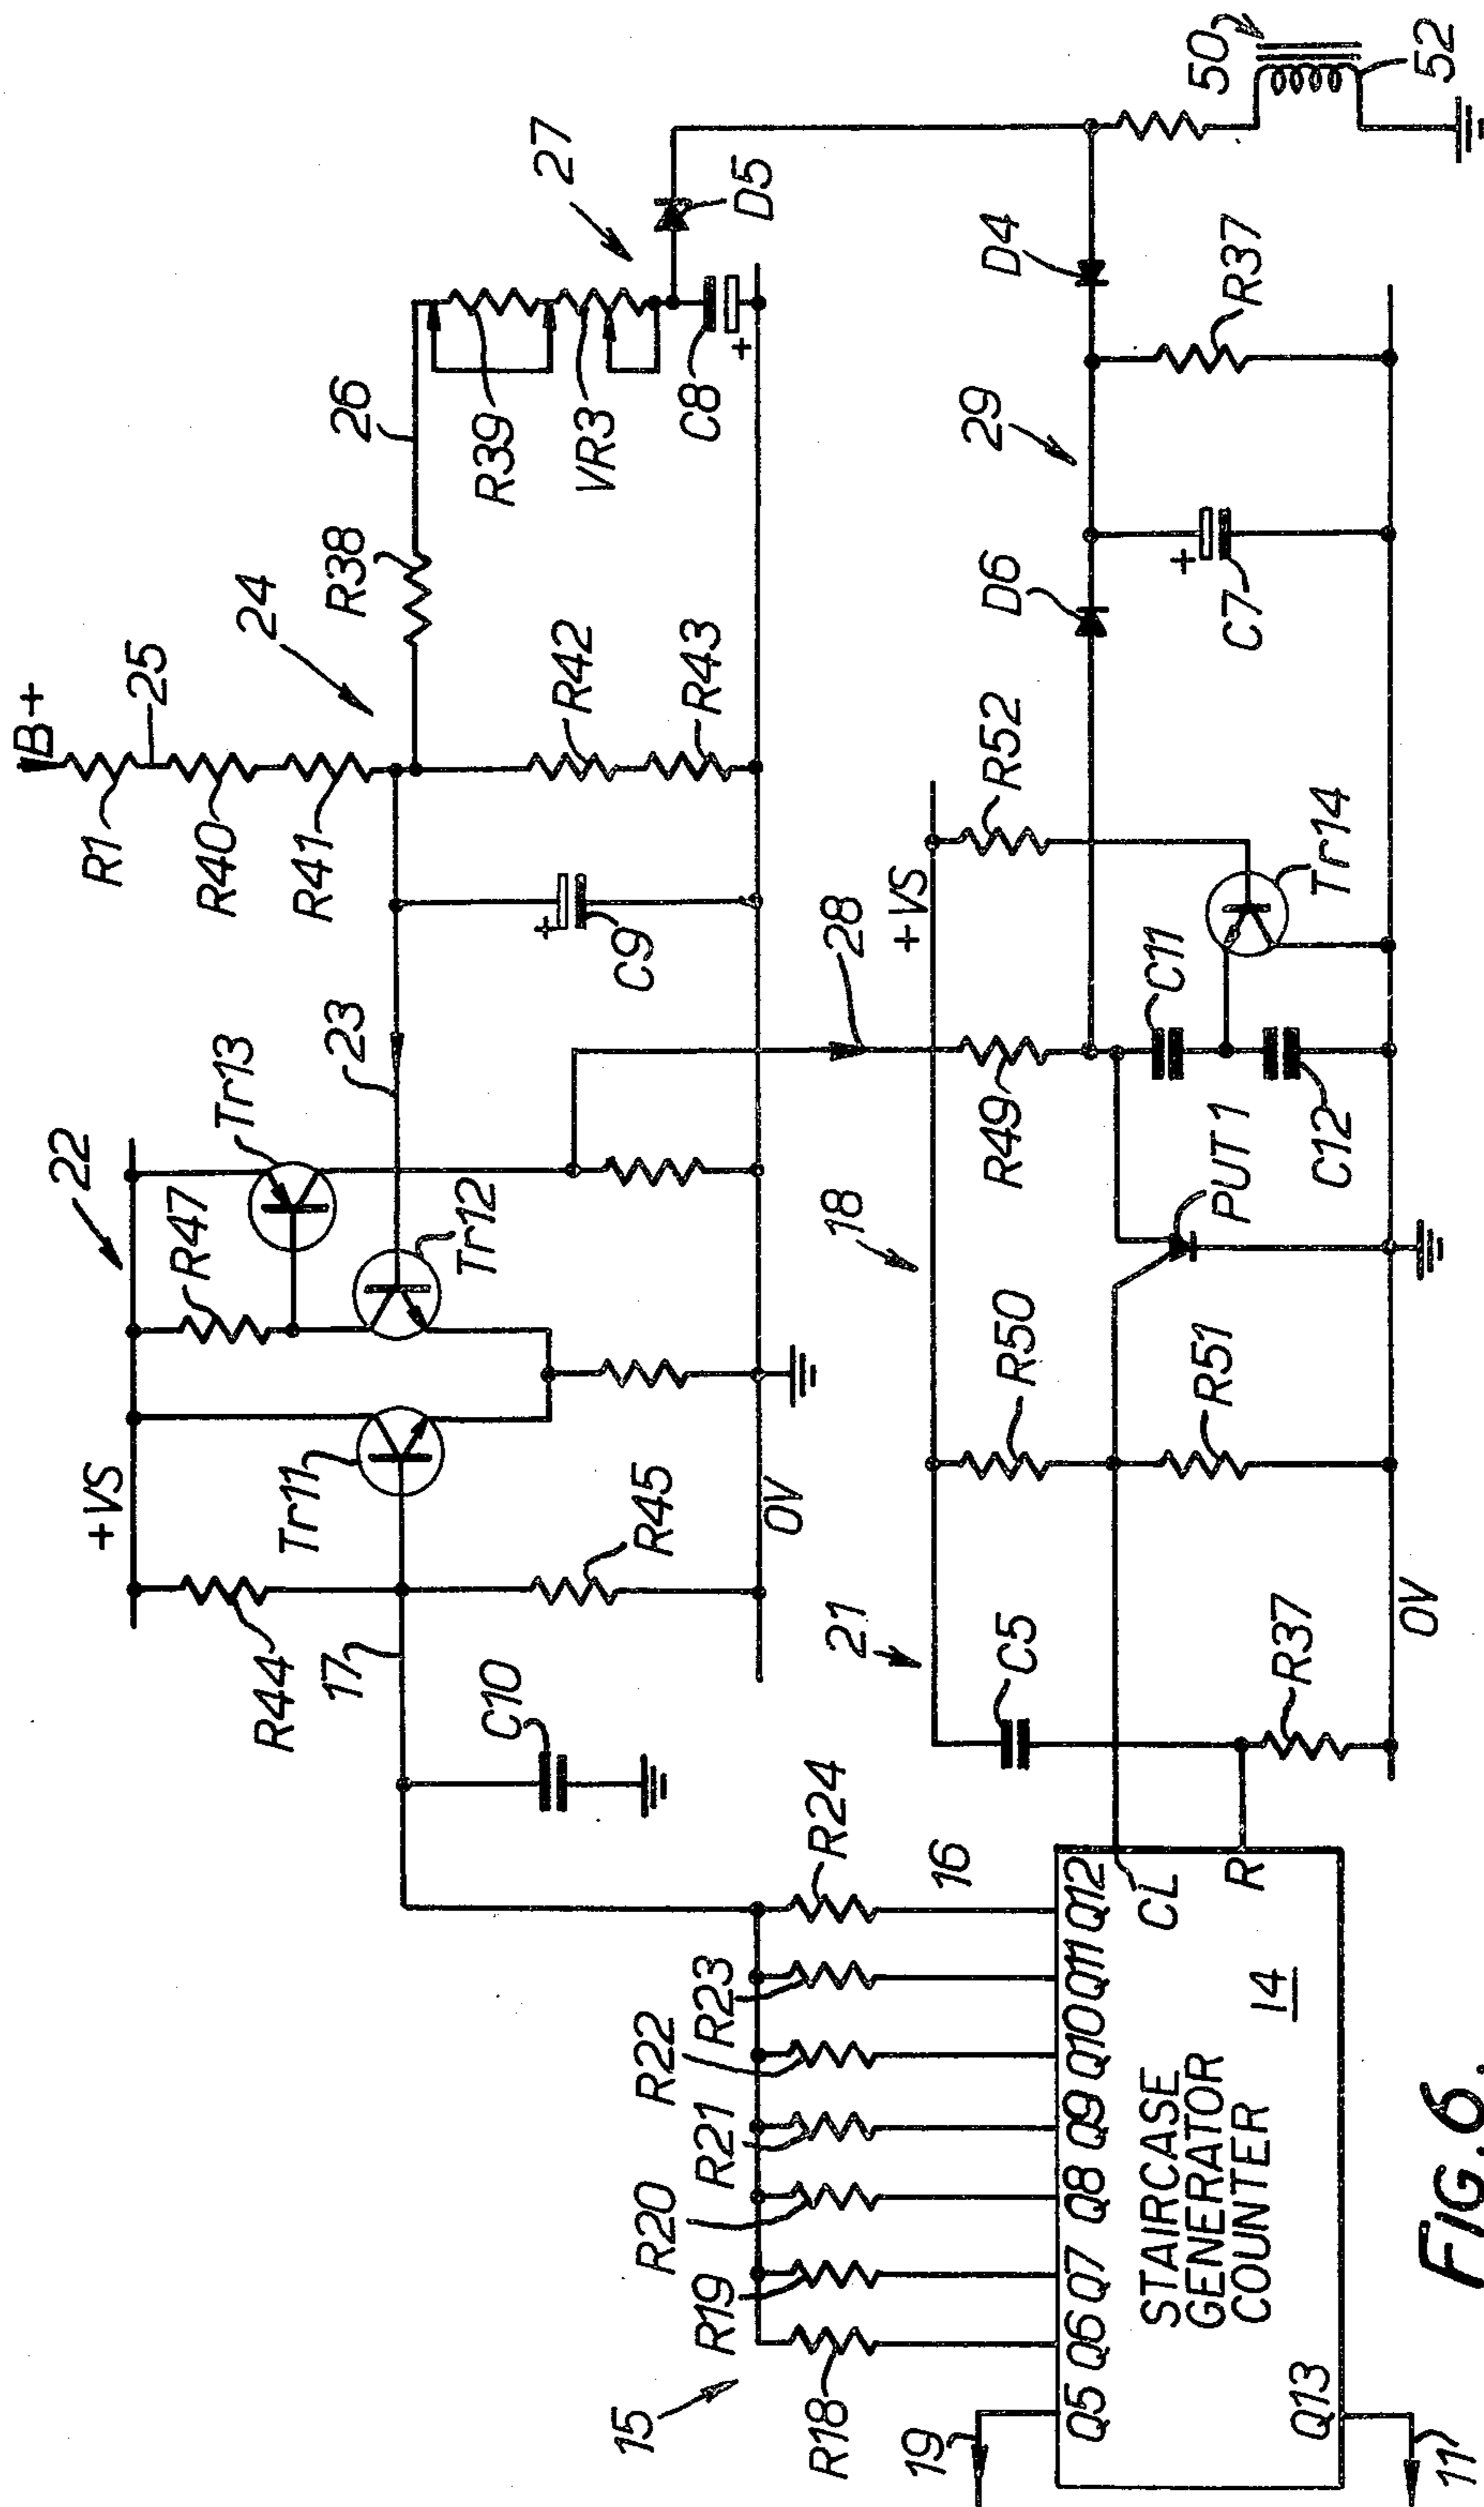 B+
R1
25
R40
24
R41
R38
26
27
R39
VR3
D5
C8
+
R42
R43
+
C9
23
22
Tr13
R47
Tr12
+VS
Tr11
R44
R45
17
C10
0V
28
+VS
R52
D6
29
D4
50
52
R37
+
C7
R49
C11
Tr14
18
PUT1
C12
R50
R51
21
C5
R37
0V
R24
16
R23
R22
R21
R20
R19
15
R18
19
Q5 Q6 Q7 Q8 Q9 Q10 Q11 Q12
CL
R
STAIRCASE
GENERATOR
COUNTER
14
Q13
11
FIG.6.